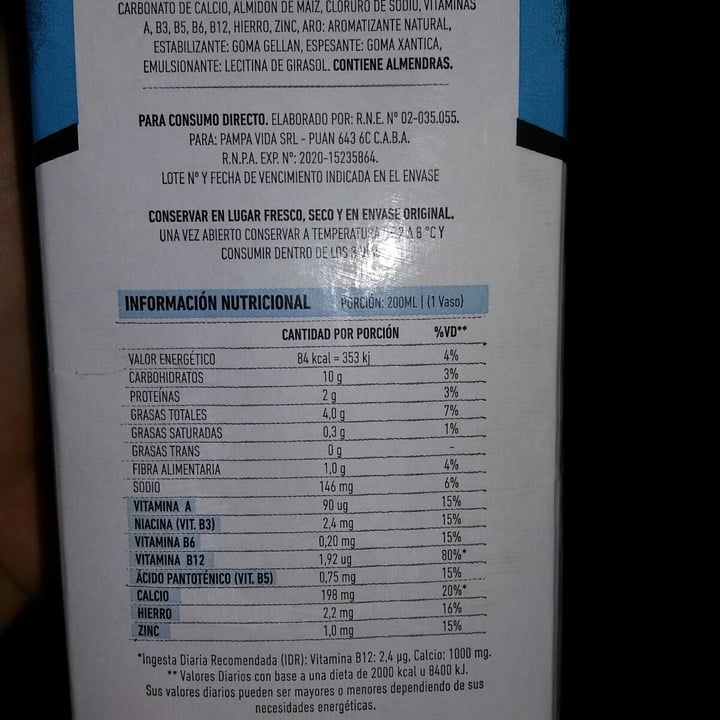 CARBONATO DE CALCIO, ALMIDON DE MAIZ, CLORURO DE SODIO, VITAMINAS
A, B3, B5, B6, B12, HIERRO, ZINC, ARO: AROMATIZANTE NATURAL,
ESTABILIZANTE: GOMA GELLAN, ESPESANTE: GOMA XANTICA,
EMULSIONANTE: LECITINA DE GIRASOL. CONTIENE ALMENDRAS.
PARA CONSUMO DIRECTO. ELABORADO POR: R.N.E. Nº 02-035.055.
PARA: PAMPA VIDA SRL - PUAN 643 6C C.A.B.A.
R.N.P.A. EXP. Nº: 2020-15235864.
LOTE Nº Y FECHA DE VENCIMIENTO INDICADA EN EL ENVASE
CONSERVAR EN LUGAR FRESCO, SECO Y EN ENVASE ORIGINAL.
UNA VEZ ABIERTO CONSERVAR A TEMPERATURA 2 A 8 °C Y
CONSUMIR DENTRO DE LOS 3
INFORMACIÓN NUTRICIONAL PORCIÓN: 200ML | (1 Vaso)
CANTIDAD POR PORCIÓN %VD**
VALOR ENERGÉTICO 84 kcal = 353 kj 4%
CARBOHIDRATOS 10 g 3%
PROTEÍNAS 2 g 3%
GRASAS TOTALES 4,0 g 7%
GRASAS SATURADAS 0,3 g 1%
GRASAS TRANS 0 g -
FIBRA ALIMENTARIA 1,0 g 4%
SODIO 146 mg 6%
VITAMINA A 90 ug 15%
NIACINA (VIT. B3) 2,4 mg 15%
VITAMINA B6 0,20 mg 15%
VITAMINA B12 1,92 ug 80%*
ÁCIDO PANTOTÉNICO (VIT. B5) 0,75 mg 15%
CALCIO 198 mg 20%*
HIERRO 2,2 mg 16%
ZINC 1,0 mg 15%
*Ingesta Diaria Recomendada (IDR): Vitamina B12: 2,4 µg, Calcio: 1000 mg.
** Valores Diarios con base a una dieta de 2000 kcal u 8400 kJ.
Sus valores diarios pueden ser mayores o menores dependiendo de sus
necesidades energéticas.